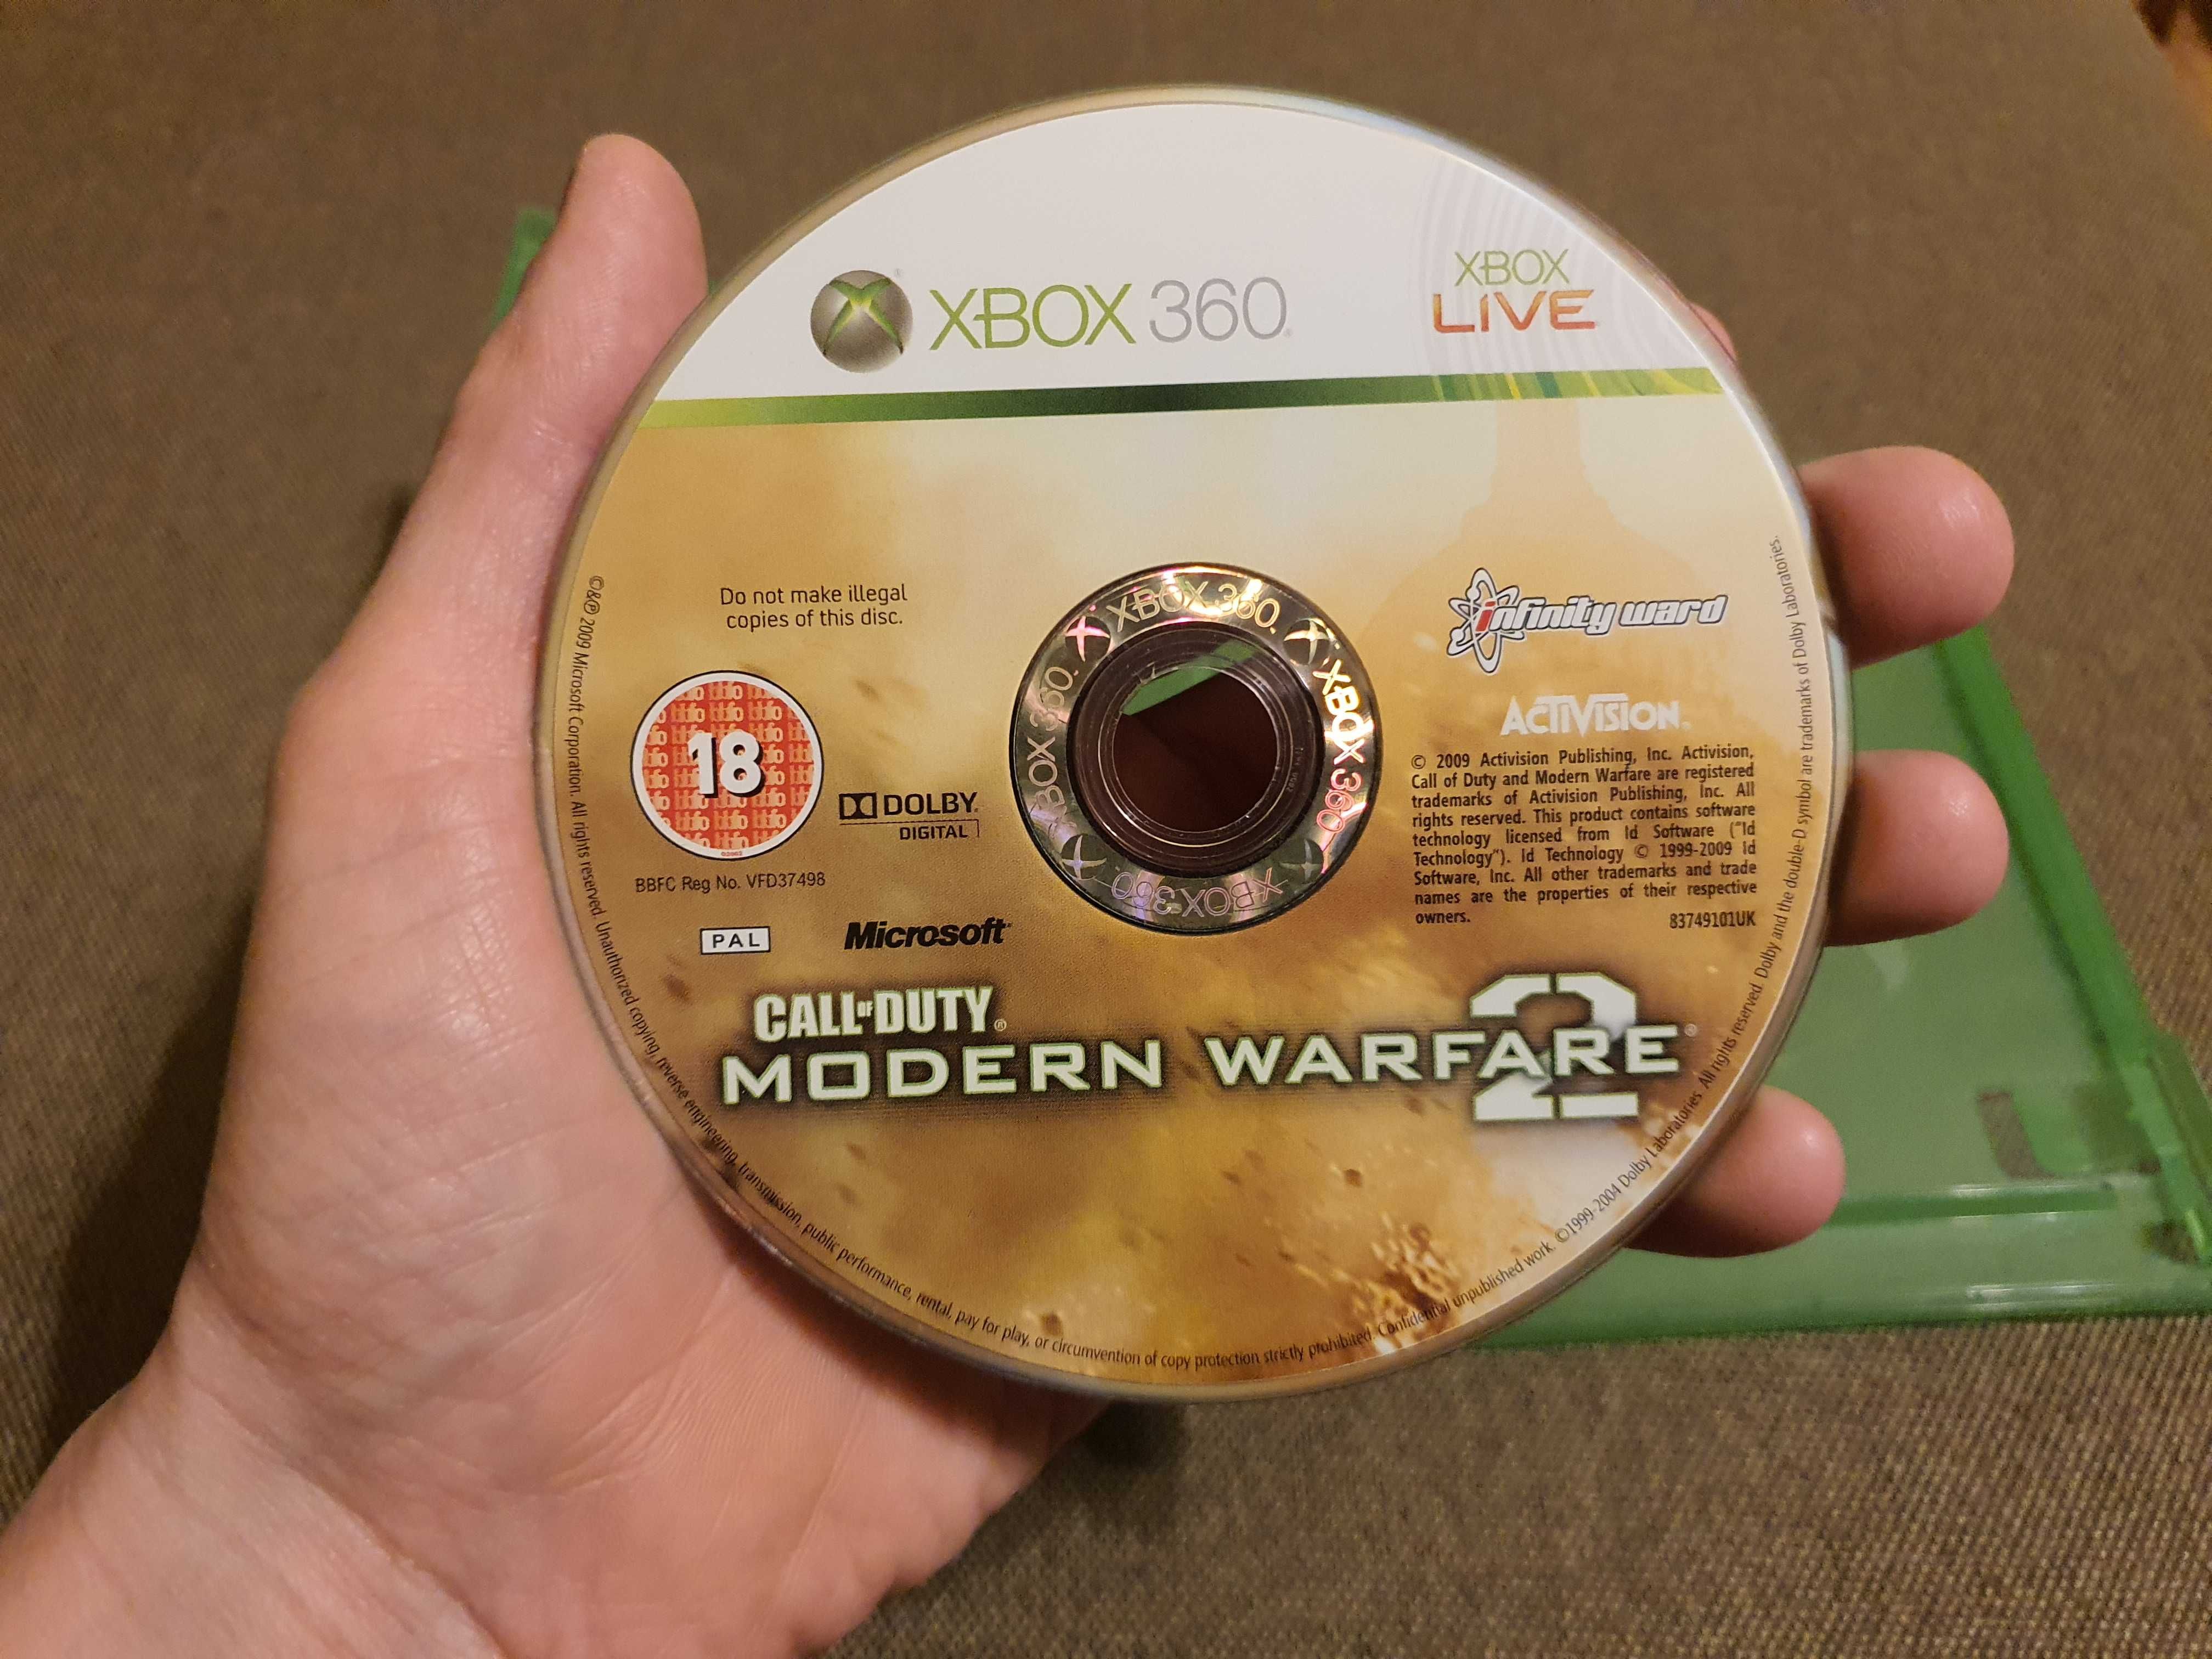 XBOX 360
XBOX
LIVE
Do not make illegal
copies of this disc.
XBOX 360
XBOX 360
XBOX 360
XBOX 360
infinity ward
ACTIVISION
18
DOLBY
DIGITAL
BBFC Reg No. VFD37498
PAL
Microsoft
© 2009 Activision Publishing, Inc. Activision,
Call of Duty and Modern Warfare are registered
trademarks of Activision Publishing, Inc. All
rights reserved. This product contains software
technology licensed from Id Software ("Id
Technology"). Id Technology © 1999-2009 Id
Software, Inc. All other trademarks and trade
names are the properties of their respective
owners.
83749101UK
CALL OF DUTY®
MODERN WARFARE 2®
©&℗ 2009 Microsoft Corporation. All rights reserved. Unauthorized copying, reverse engineering, transmission, public performance, rental, pay for play, or circumvention of copy protection strictly prohibited. Confidential unpublished work. ©1999-2004 Dolby Laboratories. All rights reserved. Dolby and the double-D symbol are trademarks of Dolby Laboratories.